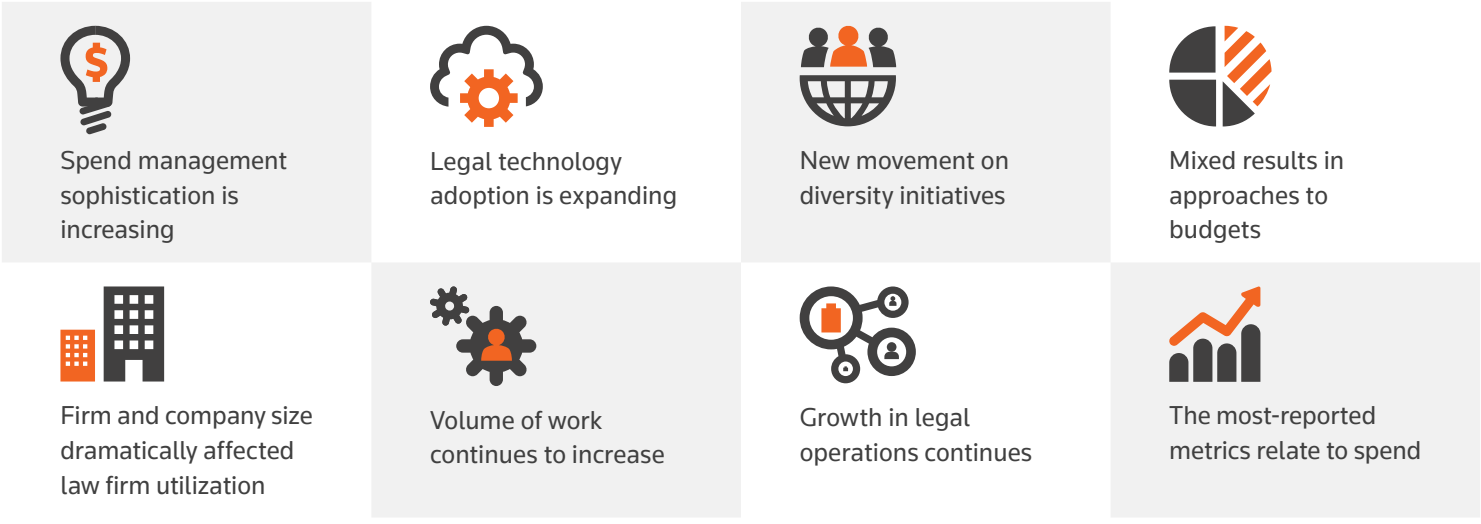 $
Spend management
sophistication is
increasing
Legal technology
adoption is expanding
New movement on
diversity initiatives
Mixed results in
approaches to
budgets
Firm and company size
dramatically affected
law firm utilization
Volume of work
continues to increase
Growth in legal
operations continues
The most-reported
metrics relate to spend